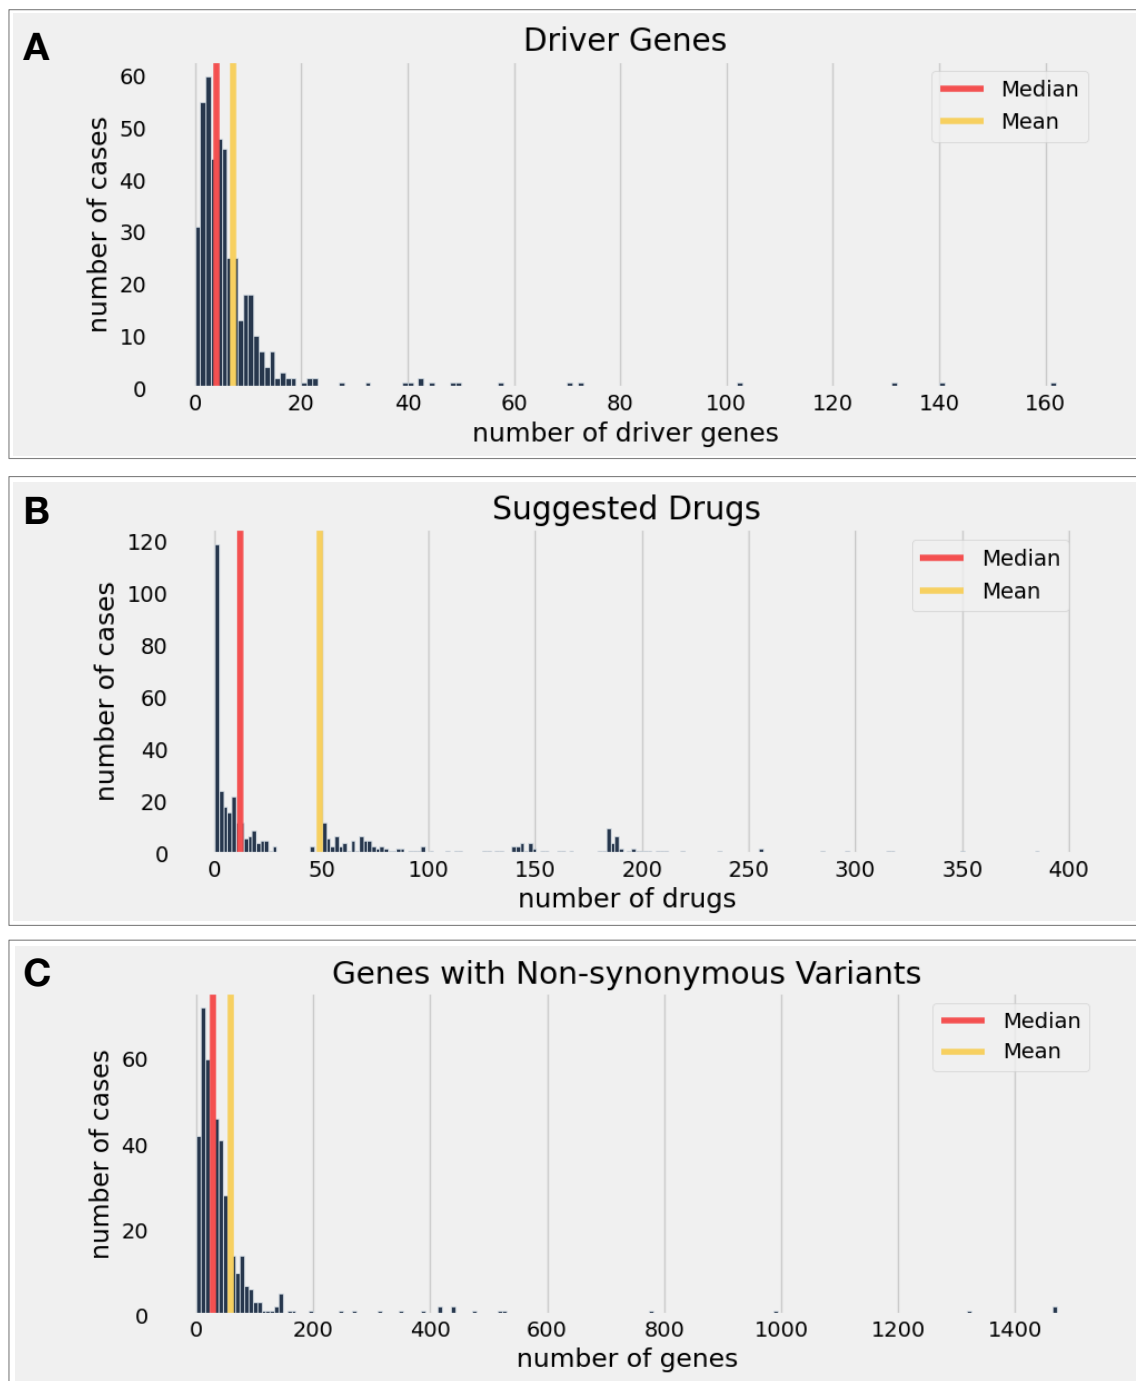 A
Driver Genes
Median
Mean
number of cases
60
50
40
30
20
10
0
0 20 40 60 80 100 120 140 160
number of driver genes
B
Suggested Drugs
Median
Mean
number of cases
120
100
80
60
40
20
0
0 50 100 150 200 250 300 350 400
number of drugs
C
Genes with Non-synonymous Variants
Median
Mean
number of cases
60
40
20
0
0 200 400 600 800 1000 1200 1400
number of genes